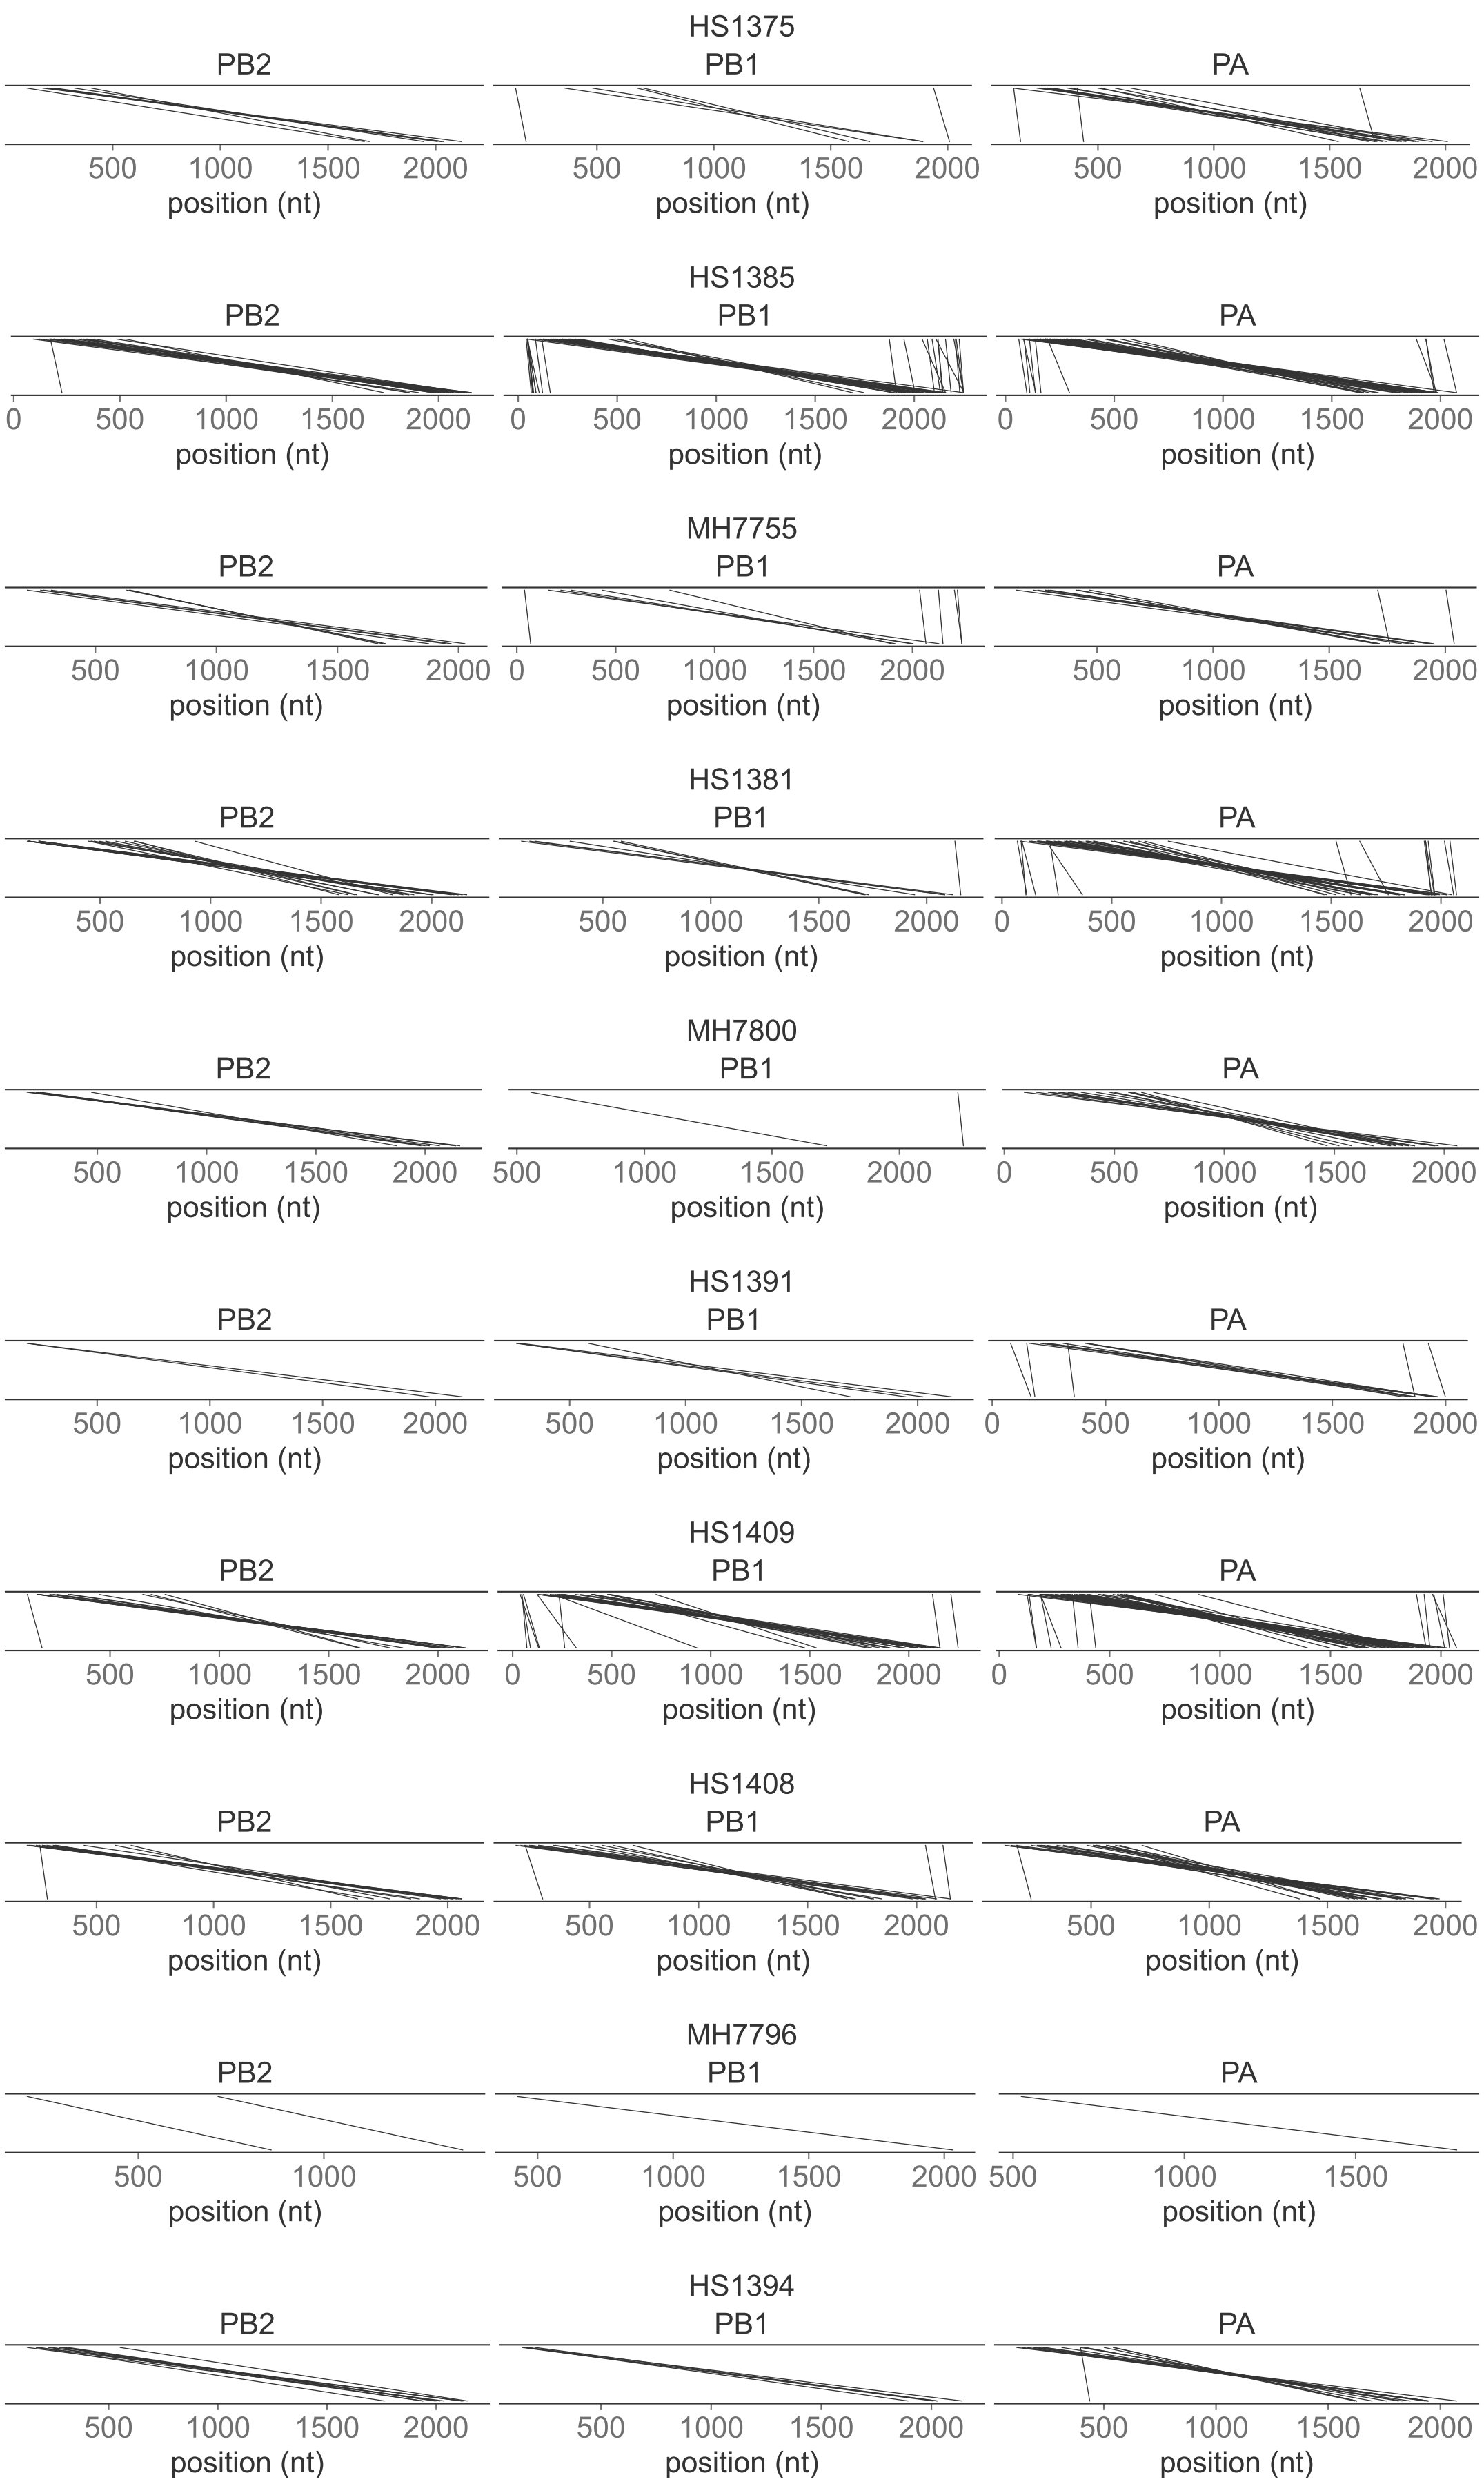 HS1375
PB2 PB1 PA
500 1000 1500 2000 500 1000 1500 2000 500 1000 1500 2000
position (nt) position (nt) position (nt)
HS1385
PB2 PB1 PA
0 500 1000 1500 2000 0 500 1000 1500 2000 0 500 1000 1500 2000
position (nt) position (nt) position (nt)
MH7755
PB2 PB1 PA
500 1000 1500 2000 0 500 1000 1500 2000 500 1000 1500 2000
position (nt) position (nt) position (nt)
HS1381
PB2 PB1 PA
500 1000 1500 2000 500 1000 1500 2000 0 500 1000 1500 2000
position (nt) position (nt) position (nt)
MH7800
PB2 PB1 PA
500 1000 1500 2000 500 1000 1500 2000 0 500 1000 1500 2000
position (nt) position (nt) position (nt)
HS1391
PB2 PB1 PA
500 1000 1500 2000 500 1000 1500 2000 0 500 1000 1500 2000
position (nt) position (nt) position (nt)
HS1409
PB2 PB1 PA
500 1000 1500 2000 0 500 1000 1500 2000 0 500 1000 1500 2000
position (nt) position (nt) position (nt)
HS1408
PB2 PB1 PA
500 1000 1500 2000 500 1000 1500 2000 500 1000 1500 2000
position (nt) position (nt) position (nt)
MH7796
PB2 PB1 PA
500 1000 500 1000 1500 2000 500 1000 1500
position (nt) position (nt) position (nt)
HS1394
PB2 PB1 PA
500 1000 1500 2000 500 1000 1500 2000 500 1000 1500 2000
position (nt) position (nt) position (nt)